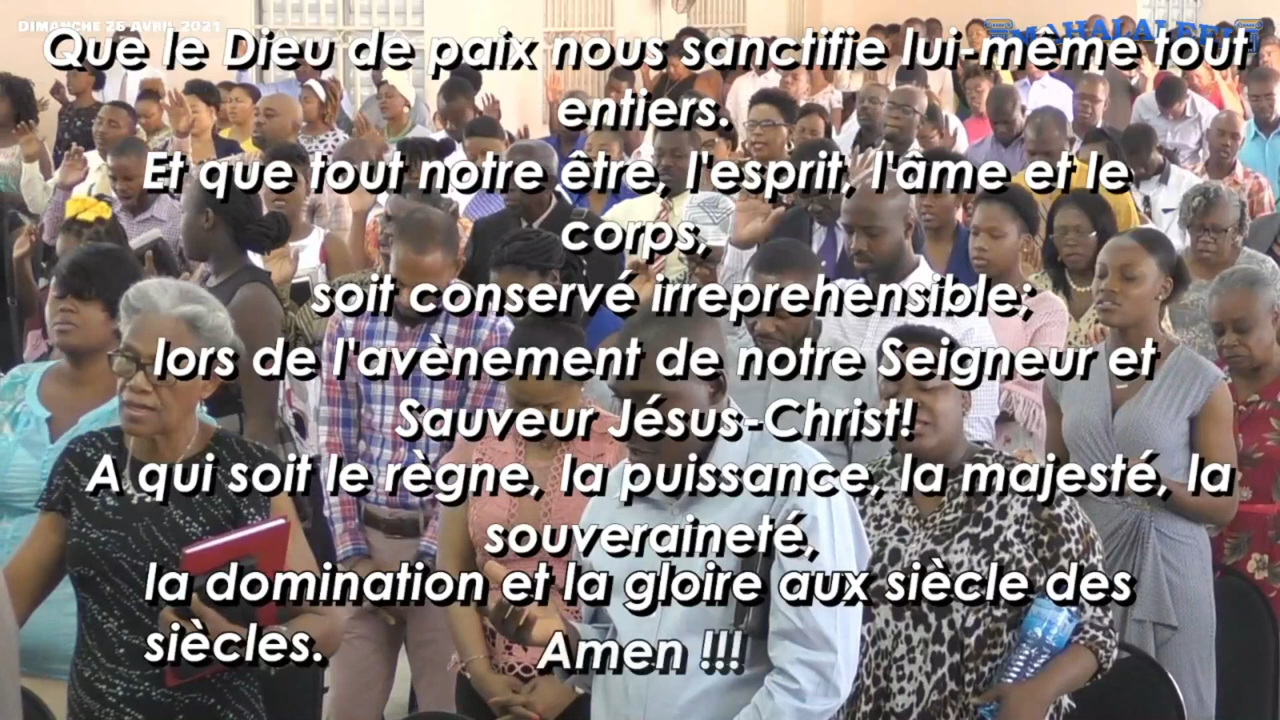 DIMANCHE 25 AVRIL 2021
MAHALALEEL
Que le Dieu de paix nous sanctifie lui-même tout
entiers.
Et que tout notre être, l'esprit, l'âme et le
corps,
soit conservé irreprehensible;
lors de l'avènement de notre Seigneur et
Sauveur Jésus-Christ!
A qui soit le règne, la puissance, la majesté, la
souveraineté,
la domination et la gloire aux siècle des
siècles.
Amen !!!